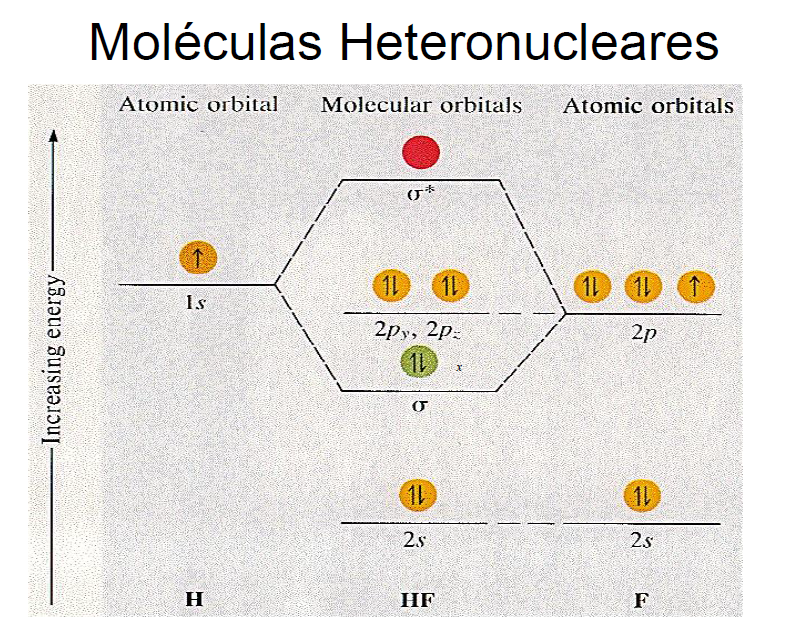 Moléculas Heteronucleares
Atomic orbital
Molecular orbitals
Atomic orbitals
Increasing energy
σ*
↑
1s
↑↓ ↑↓
2py, 2pz
↑↓ ↑↓ ↑
2p
↑↓ x
σ
↑↓
2s
↑↓
2s
H
HF
F